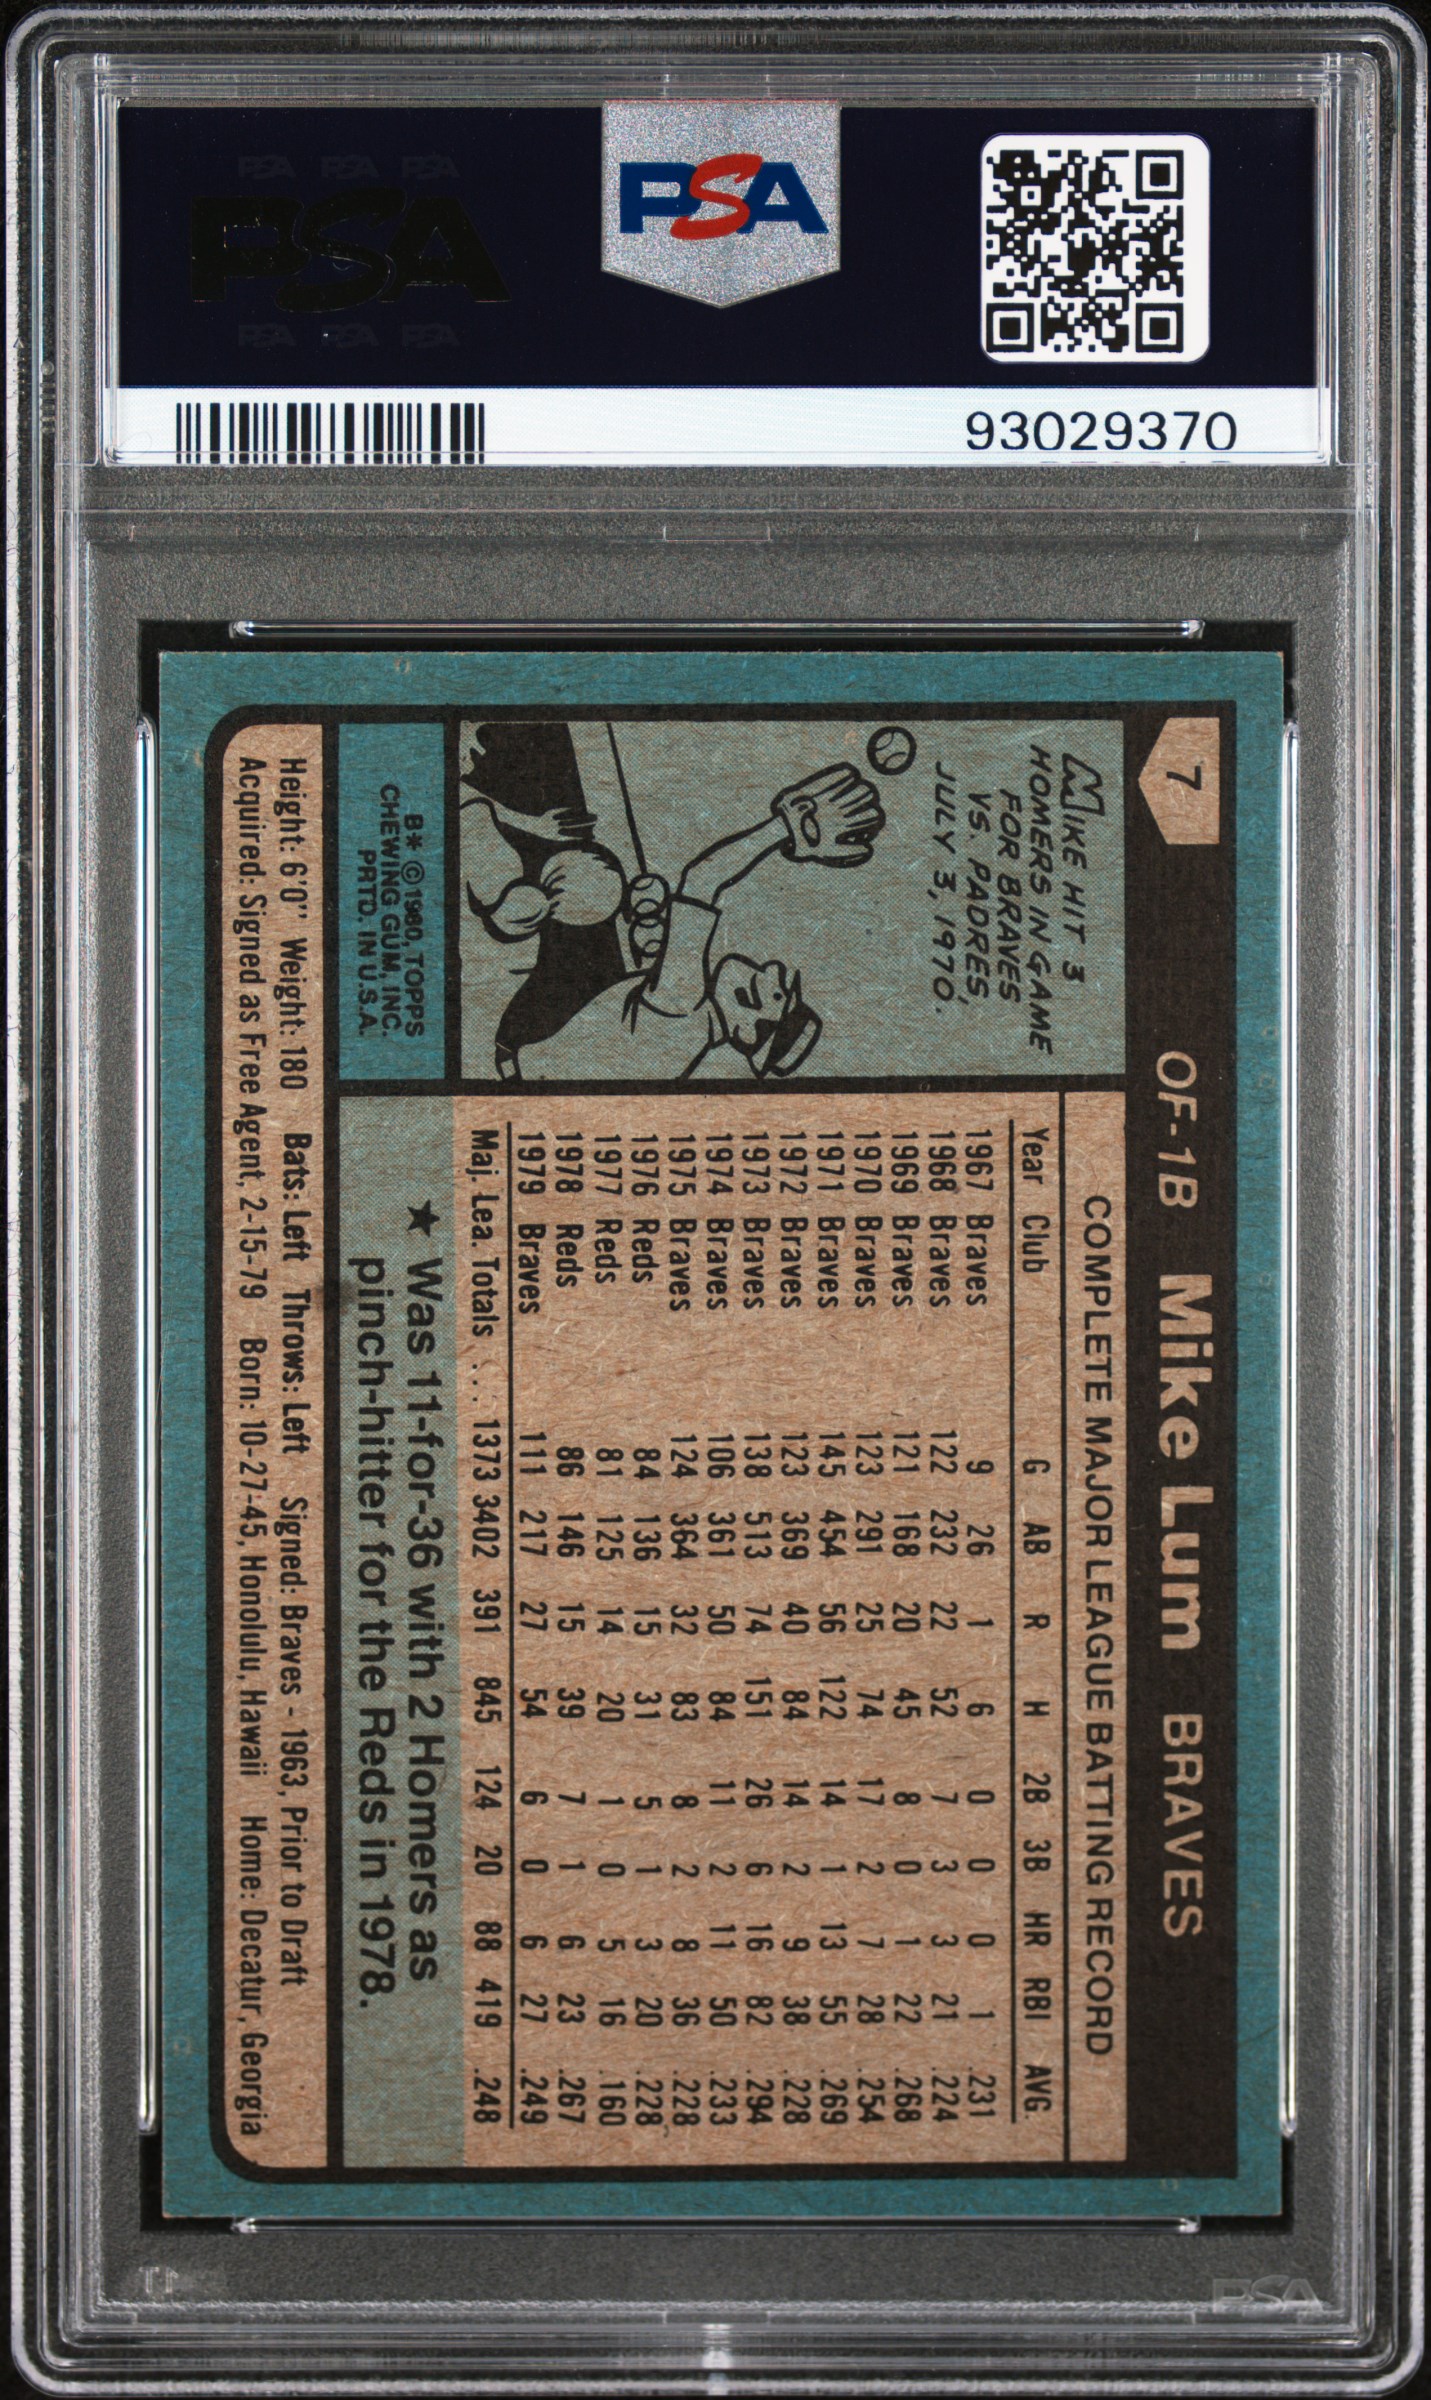 PSA PSA PSA
PSA
PSA PSA PSA
PSA
93029370
7 OF-1B Mike Lum BRAVES
MIKE HIT 3
HOMERS IN GAME
FOR BRAVES
VS. PADRES,
JULY 3, 1970.
B* ©1980, TOPPS
CHEWING GUM, INC.
PRTD. IN U.S.A.
COMPLETE MAJOR LEAGUE BATTING RECORD
Year Club G AB R H 2B 3B HR RBI AVG.
1967 Braves 9 26 1 6 0 0 0 1 .231
1968 Braves 122 232 22 52 7 3 3 21 .224
1969 Braves 121 168 20 45 8 0 1 22 .268
1970 Braves 123 291 25 74 17 2 7 28 .254
1971 Braves 145 454 56 122 14 1 13 55 .269
1972 Braves 123 369 40 84 14 2 9 38 .228
1973 Braves 138 513 74 151 26 6 16 82 .294
1974 Braves 106 361 50 84 11 2 11 50 .233
1975 Braves 124 364 32 83 8 2 8 36 .228
1976 Reds 84 136 15 31 5 1 3 20 .228
1977 Reds 81 125 14 20 1 0 5 16 .160
1978 Reds 86 146 15 39 7 1 6 23 .267
1979 Braves 111 217 27 54 6 0 6 27 .249
Maj. Lea. Totals .... 1373 3402 391 845 124 20 88 419 .248
★ Was 11-for-36 with 2 Homers as
pinch-hitter for the Reds in 1978.
Height: 6'0" Weight: 180 Bats: Left Throws: Left Signed: Braves - 1963, Prior to Draft
Acquired: Signed as Free Agent, 2-15-79 Born: 10-27-45, Honolulu, Hawaii Home: Decatur, Georgia
PSA